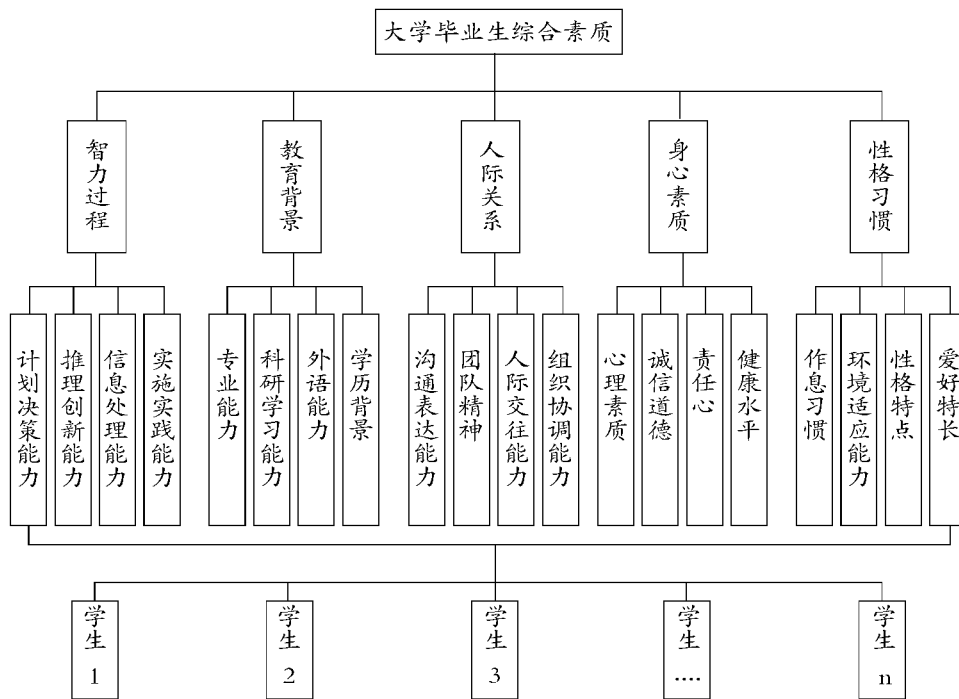 大学毕业生综合素质
智力过程
教育背景
人际关系
身心素质
性格习惯
计划决策能力
推理创新能力
信息处理能力
实施实践能力
专业能力
科研学习能力
外语能力
学历背景
沟通表达能力
团队精神
人际交往能力
组织协调能力
心理素质
诚信道德
责任心
健康水平
作息习惯
环境适应能力
性格特点
爱好特长
学生1
学生2
学生3
学生....
学生n